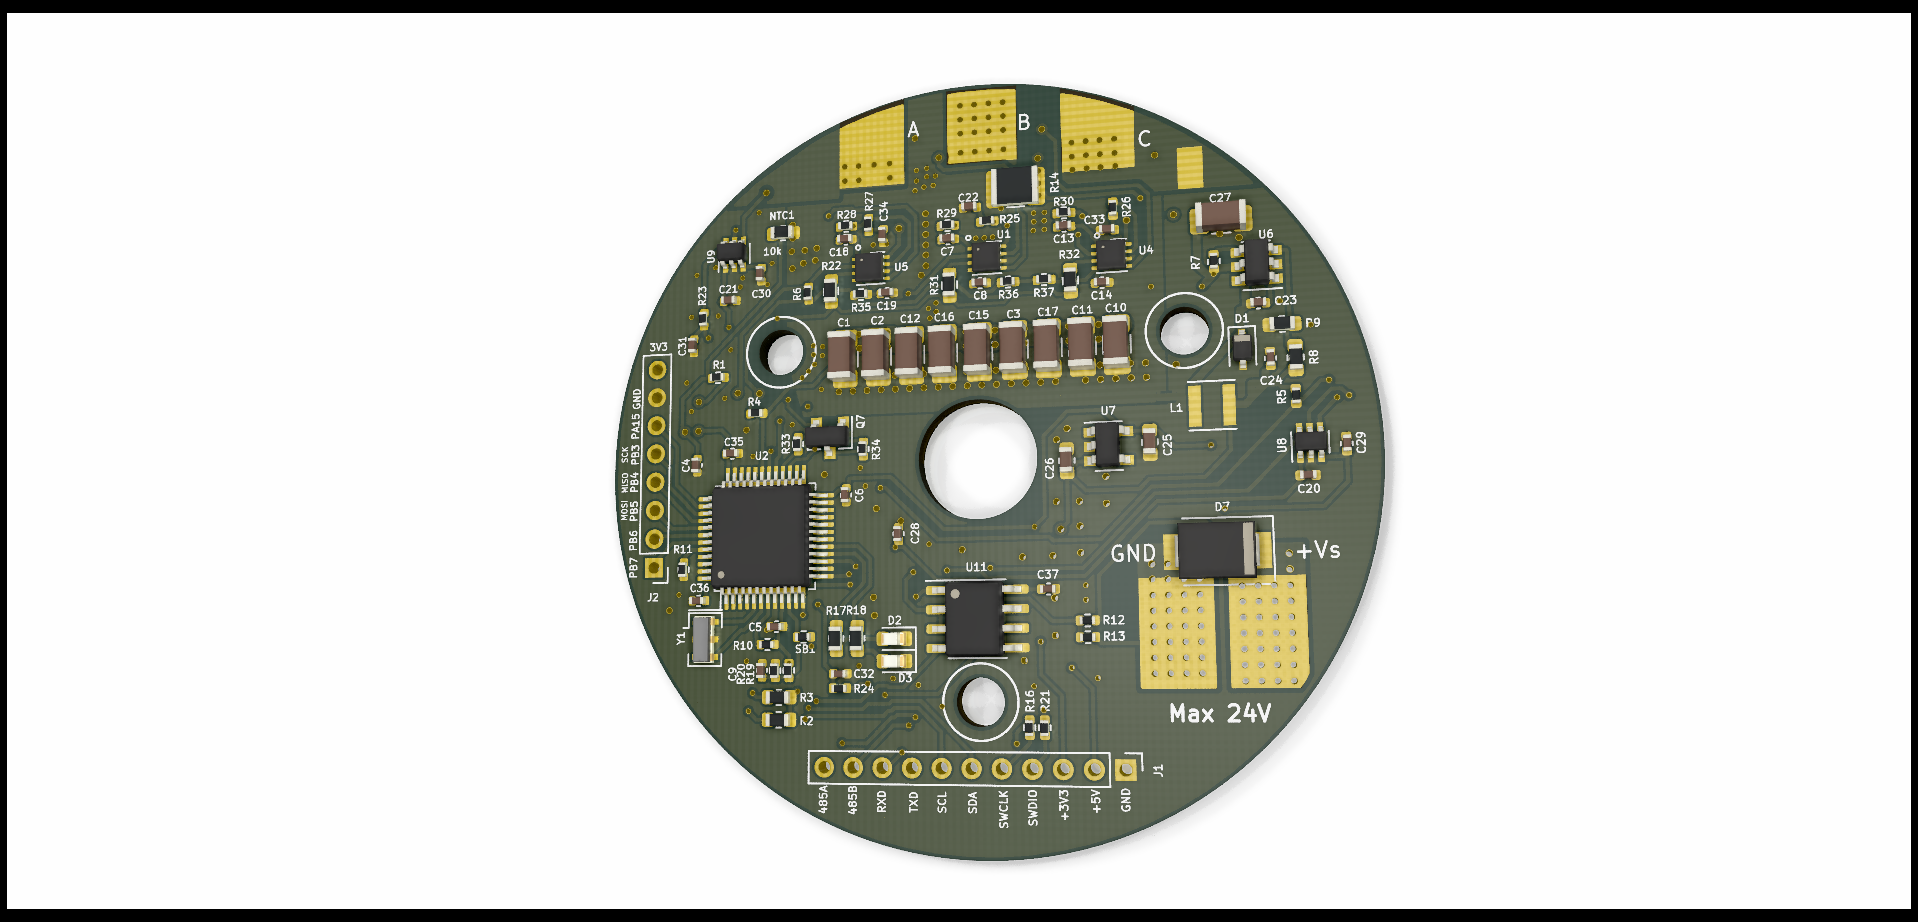 A
B
C
R14
C27
NTC1
10k
R28
R27
C34
C18
U5
R22
R6
R35
C19
C22
R29
R25
C7
U1
R31
C8
R36
R30
C13
C33
R26
U4
R32
R37
C14
U6
R7
C23
U9
C21
C30
R23
C31
C1
C2
C12
C16
C15
C3
C17
C11
C10
D1
R9
R8
C24
R5
L1
3V3
GND
PA15
SCK
PB3
MISO
PB4
MOSI
PB5
PB6
PB7
J2
R1
R4
Q7
R33
R34
C35
U2
C4
C6
C28
U7
C25
C26
U8
C29
C20
D7
GND
+Vs
Max 24V
R11
C36
Y1
C5
R10
SB1
C9
R20
R19
R3
R2
R17
R18
D2
D3
C32
R24
U11
C37
R12
R13
R16
R21
J1
485A
485B
RXD
TXD
SCL
SDA
SWCLK
SWDIO
+3V3
+5V
GND